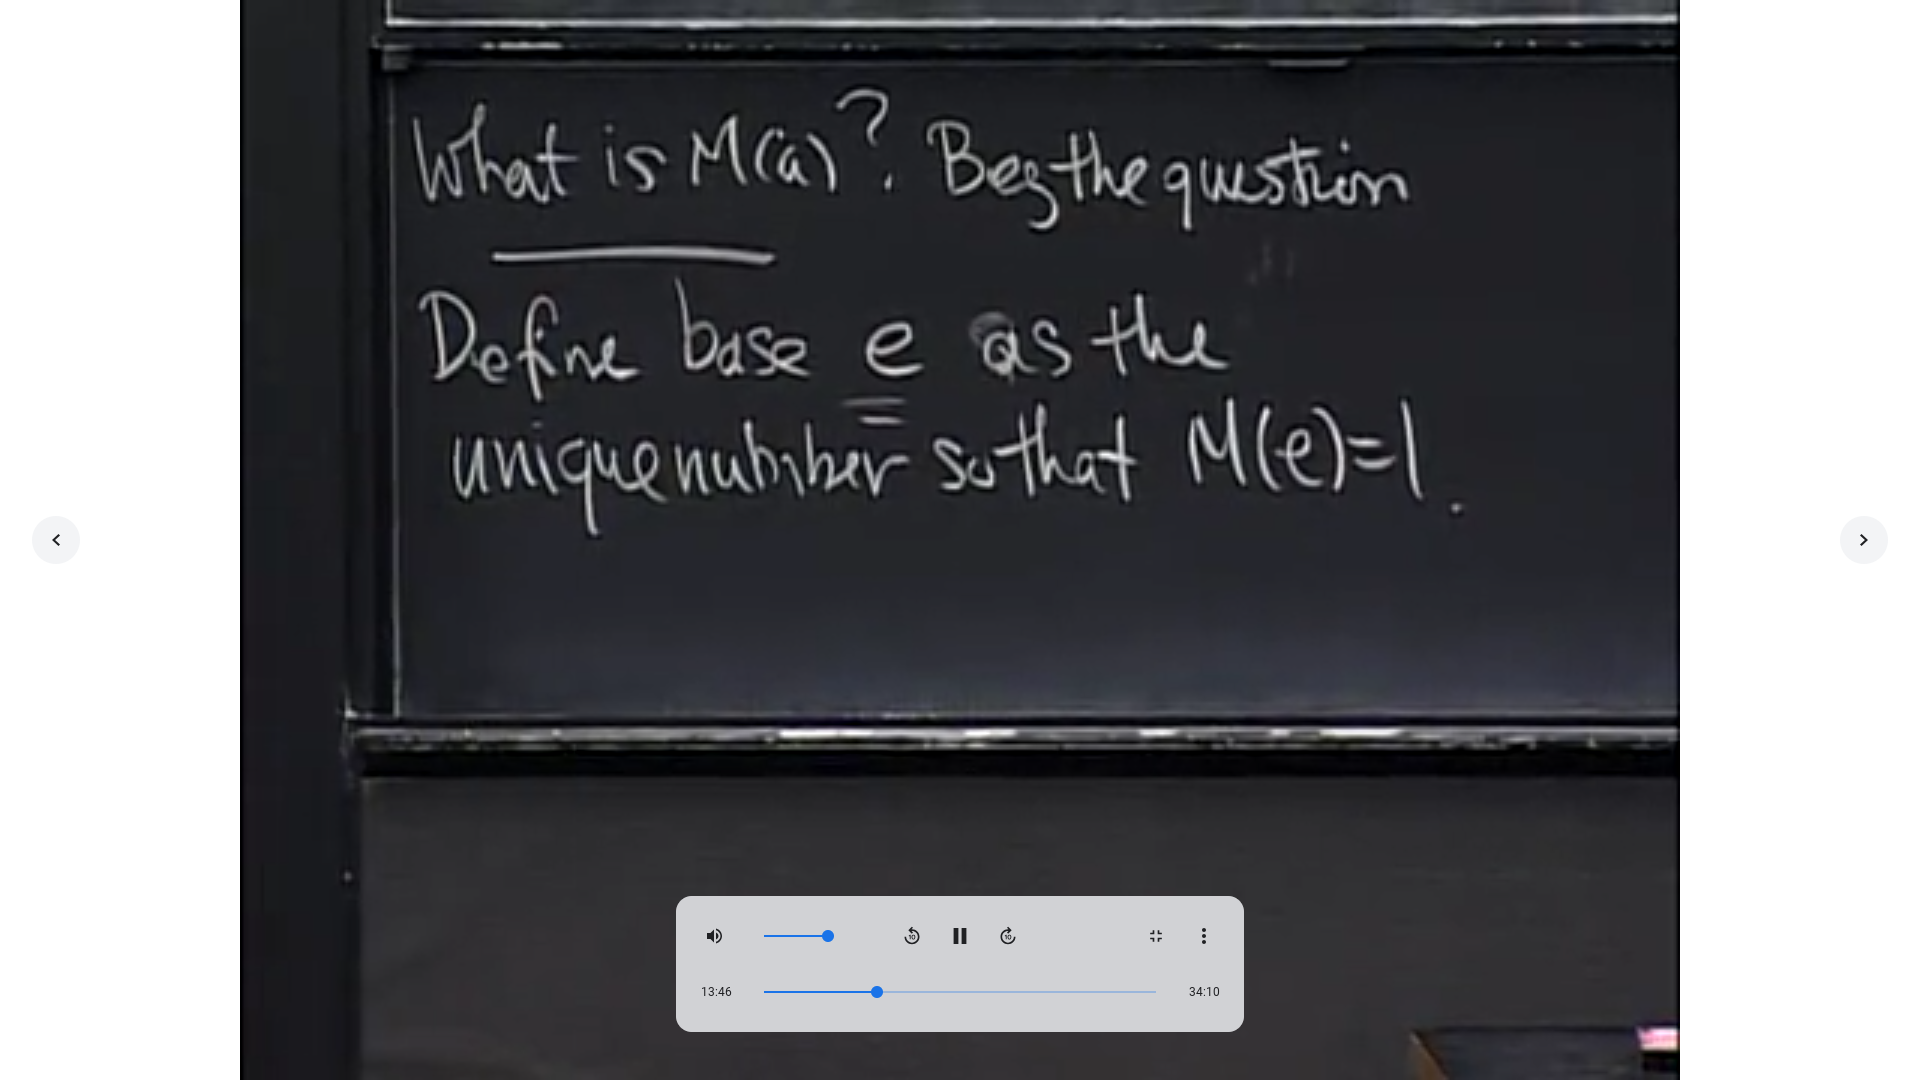 What is M(a)?. Beg the question
Define base e as the
unique number so that M(e)=1.
13:46
34:10